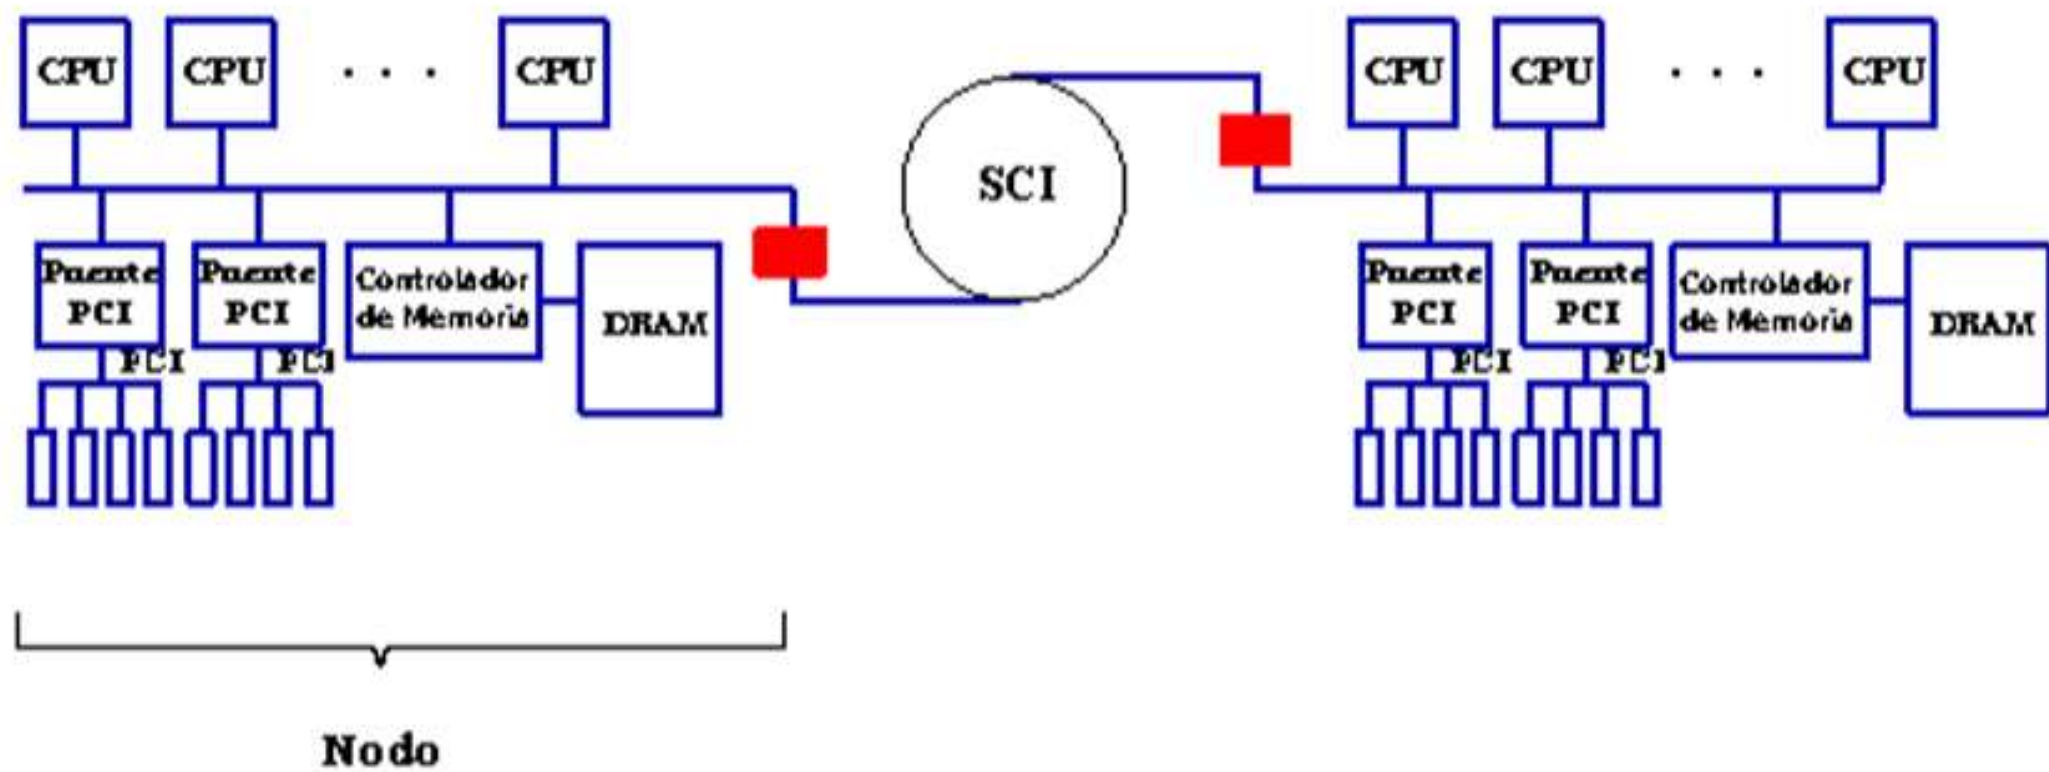 CPU
CPU
. . .
CPU
Puente
PCI
PCI
Puente
PCI
PCI
Controlador
de Memoria
DRAM
SCI
CPU
CPU
. . .
CPU
Puente
PCI
PCI
Puente
PCI
PCI
Controlador
de Memoria
DRAM
Nodo